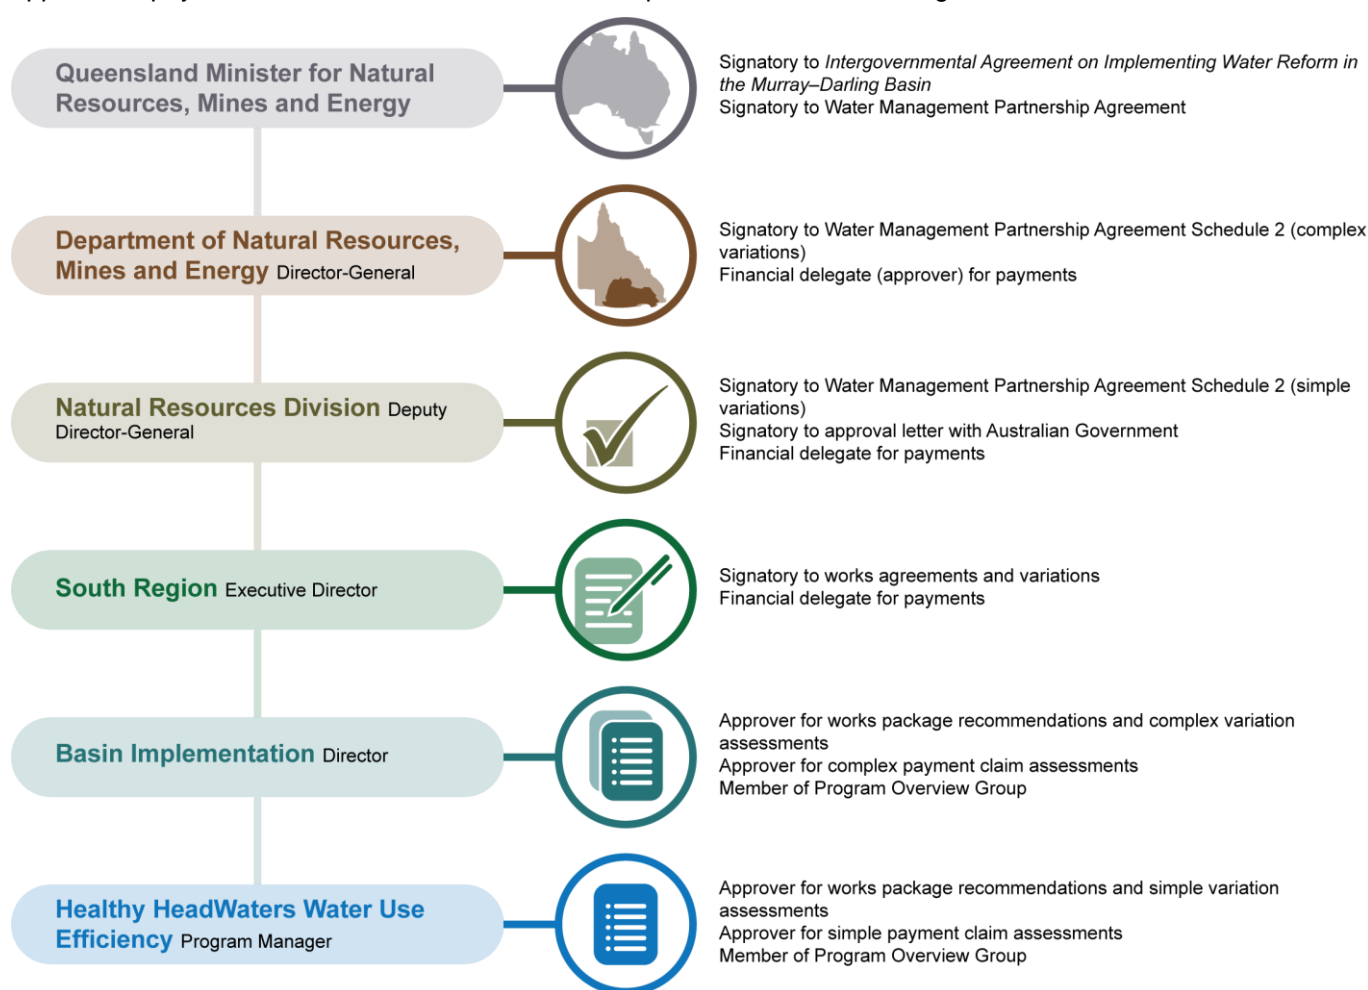 Queensland Minister for Natural
Resources, Mines and Energy
Signatory to Intergovernmental Agreement on Implementing Water Reform in
the Murray–Darling Basin
Signatory to Water Management Partnership Agreement
Department of Natural Resources,
Mines and Energy Director-General
Signatory to Water Management Partnership Agreement Schedule 2 (complex
variations)
Financial delegate (approver) for payments
Natural Resources Division Deputy
Director-General
Signatory to Water Management Partnership Agreement Schedule 2 (simple
variations)
Signatory to approval letter with Australian Government
Financial delegate for payments
South Region Executive Director
Signatory to works agreements and variations
Financial delegate for payments
Basin Implementation Director
Approver for works package recommendations and complex variation
assessments
Approver for complex payment claim assessments
Member of Program Overview Group
Healthy HeadWaters Water Use
Efficiency Program Manager
Approver for works package recommendations and simple variation
assessments
Approver for simple payment claim assessments
Member of Program Overview Group